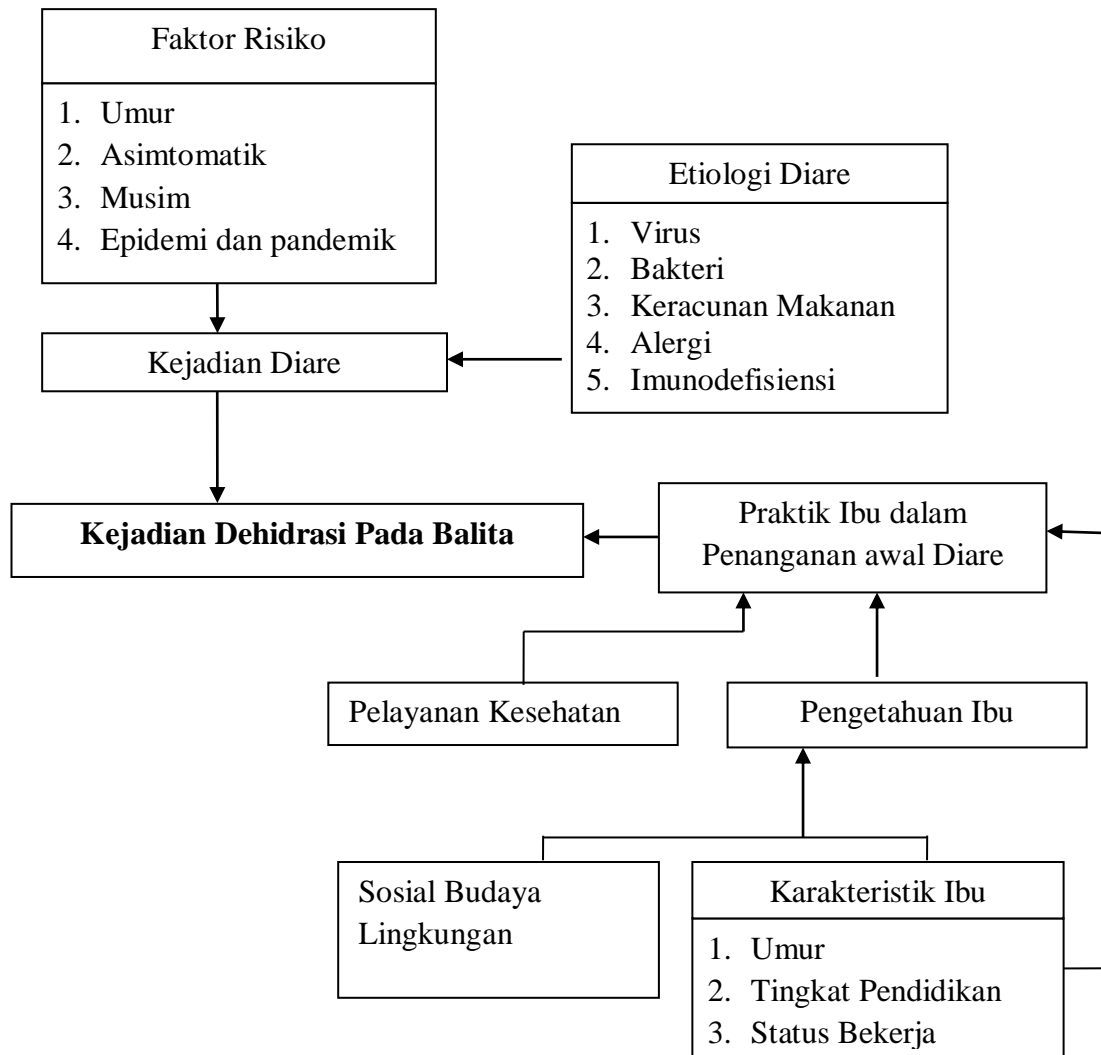 Faktor Risiko
1. Umur
2. Asimtomatik
3. Musim
4. Epidemi dan pandemik
Etiologi Diare
1. Virus
2. Bakteri
3. Keracunan Makanan
4. Alergi
5. Imunodefisiensi
Kejadian Diare
Kejadian Dehidrasi Pada Balita
Praktik Ibu dalam
Penanganan awal Diare
Pelayanan Kesehatan
Pengetahuan Ibu
Sosial Budaya
Lingkungan
Karakteristik Ibu
1. Umur
2. Tingkat Pendidikan
3. Status Bekerja